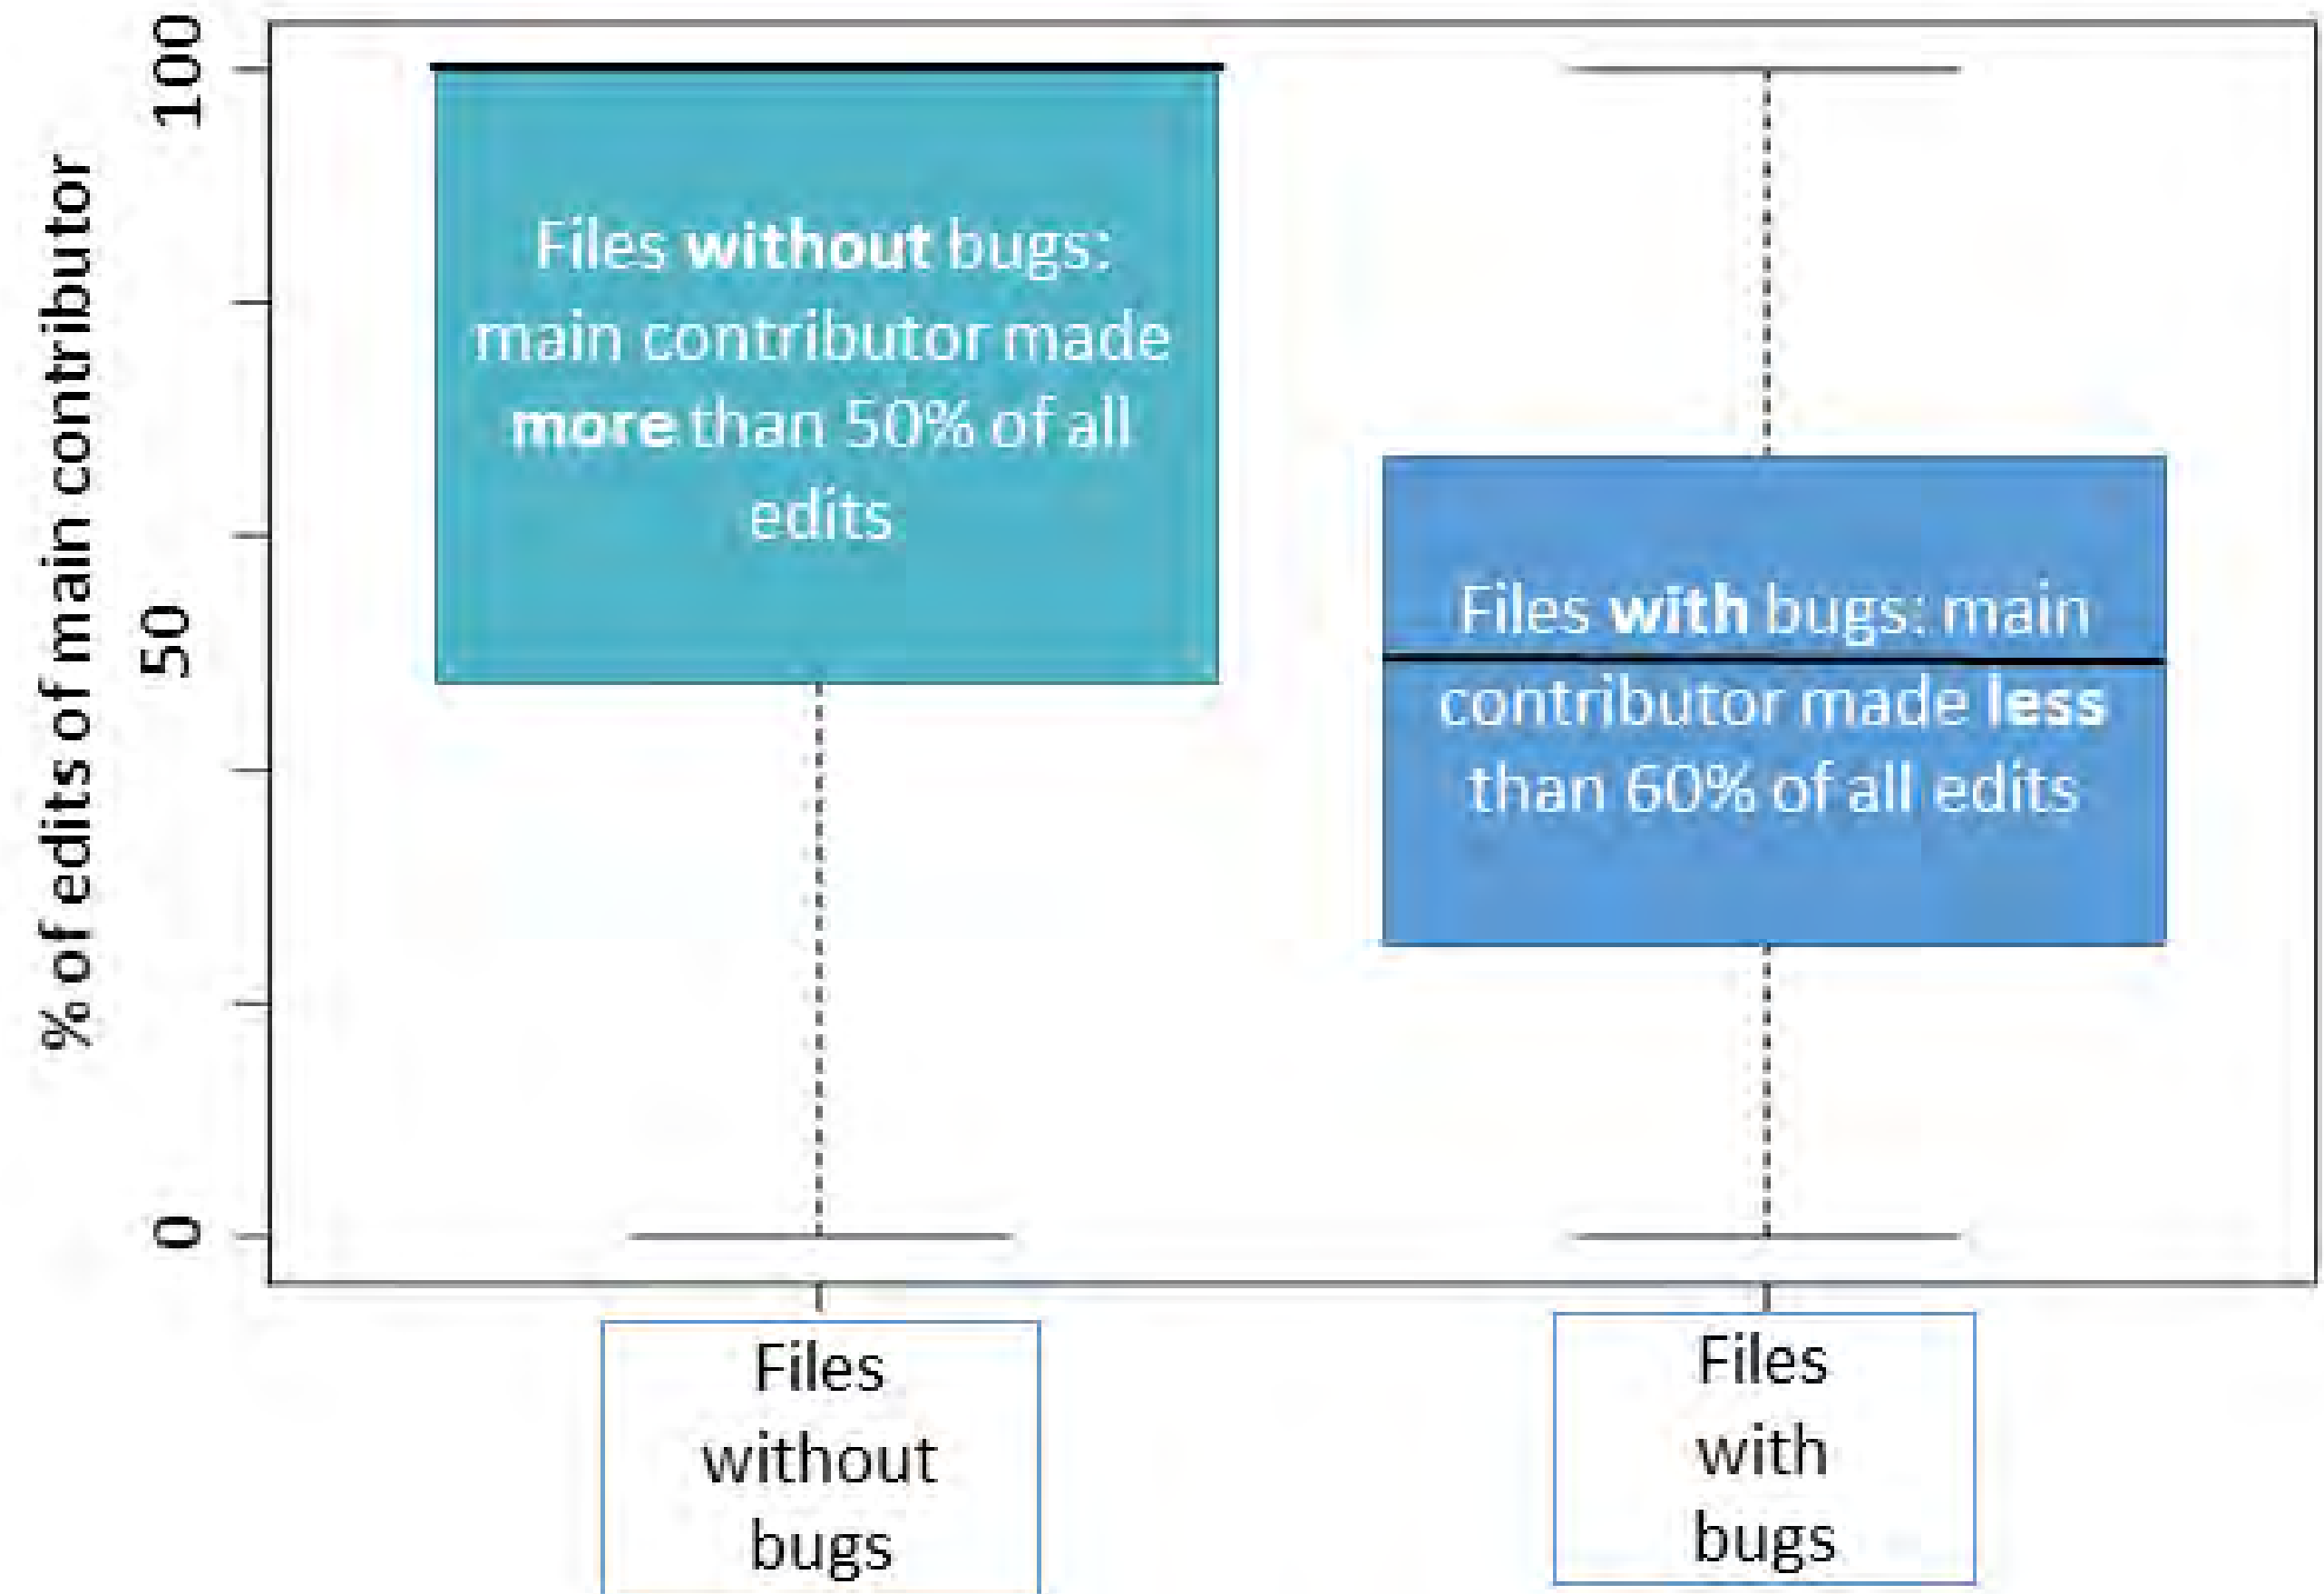 % of edits of main contributor
100
50
0
Files without bugs:
main contributor made
more than 50% of all
edits
Files with bugs: main
contributor made less
than 60% of all edits
Files
without
bugs
Files
with
bugs